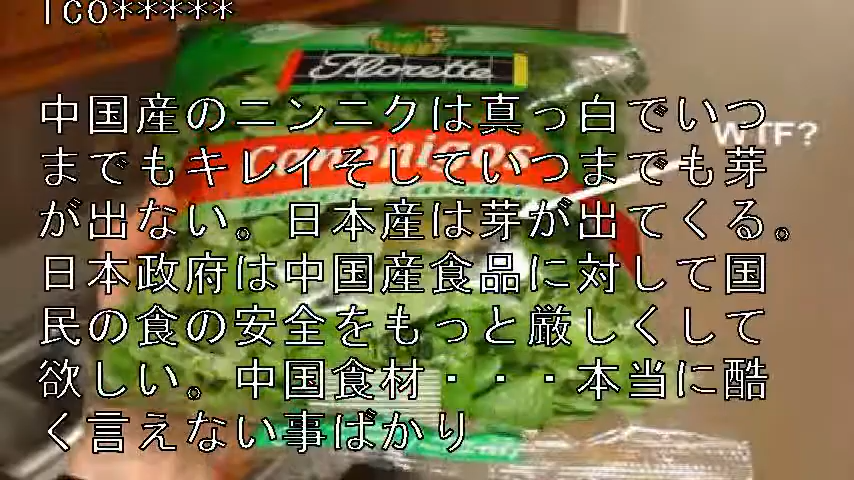 Ico*****
Florette
中国産のニンニクは真っ白でいつ
WTF?
までもキレイそしていつまでも芽
Canónigos
が出ない。日本産は芽が出てくる。
日本政府は中国産食品に対して国
民の食の安全をもっと厳しくして
欲しい。中国食材・・・本当に酷
く言えない事ばかり